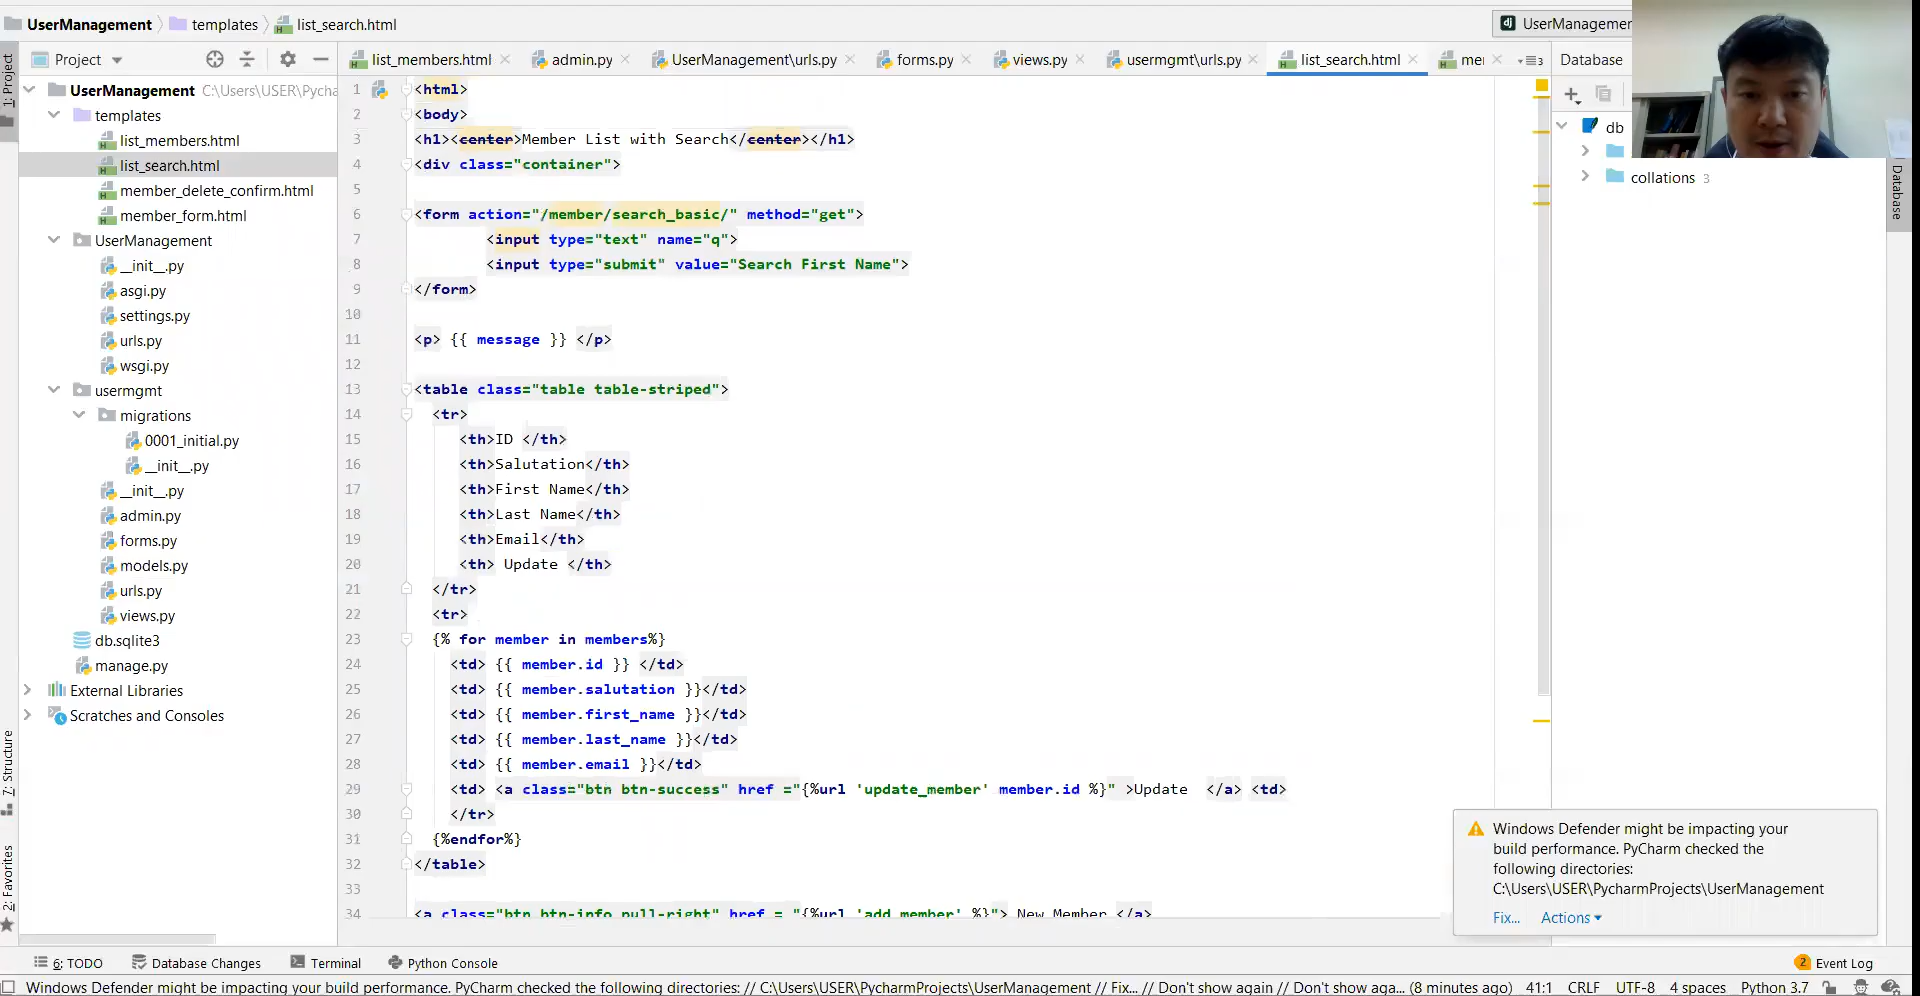 UserManagement
templates
list_search.html
UserManagemen
1: Project
Project
list_members.html
admin.py
UserManagement\urls.py
forms.py
views.py
usermgmt\urls.py
list_search.html
Database
UserManagement C:\Users\USER\Pycha
templates
list_members.html
list_search.html
member_delete_confirm.html
member_form.html
UserManagement
__init__.py
asgi.py
settings.py
urls.py
wsgi.py
usermgmt
migrations
0001_initial.py
__init__.py
__init__.py
admin.py
forms.py
models.py
urls.py
views.py
db.sqlite3
manage.py
External Libraries
Scratches and Consoles
7: Structure
2: Favorites
1 <html>
2 <body>
3 <h1><center>Member List with Search</center></h1>
4 <div class="container">
5
6 <form action="/member/search_basic/" method="get">
7 <input type="text" name="q">
8 <input type="submit" value="Search First Name">
9 </form>
10
11 <p> {{ message }} </p>
12
13 <table class="table table-striped">
14 <tr>
15 <th>ID </th>
16 <th>Salutation</th>
17 <th>First Name</th>
18 <th>Last Name</th>
19 <th>Email</th>
20 <th> Update </th>
21 </tr>
22 <tr>
23 {% for member in members%}
24 <td> {{ member.id }} </td>
25 <td> {{ member.salutation }}</td>
26 <td> {{ member.first_name }}</td>
27 <td> {{ member.last_name }}</td>
28 <td> {{ member.email }}</td>
29 <td> <a class="btn btn-success" href ="{%url 'update_member' member.id %}" >Update </a> <td>
30 </tr>
31 {%endfor%}
32 </table>
33
34 <a class="btn btn-info pull-right" href = "{%url 'add_member' %}"> New Member </a>
db
collations 3
Database
Windows Defender might be impacting your
build performance. PyCharm checked the
following directories:
C:\Users\USER\PycharmProjects\UserManagement
Fix... Actions
6: TODO
Database Changes
Terminal
Python Console
2 Event Log
Windows Defender might be impacting your build performance. PyCharm checked the following directories: // C:\Users\USER\PycharmProjects\UserManagement // Fix... // Don't show again // Don't show aga... (8 minutes ago)
41:1 CRLF UTF-8 4 spaces Python 3.7